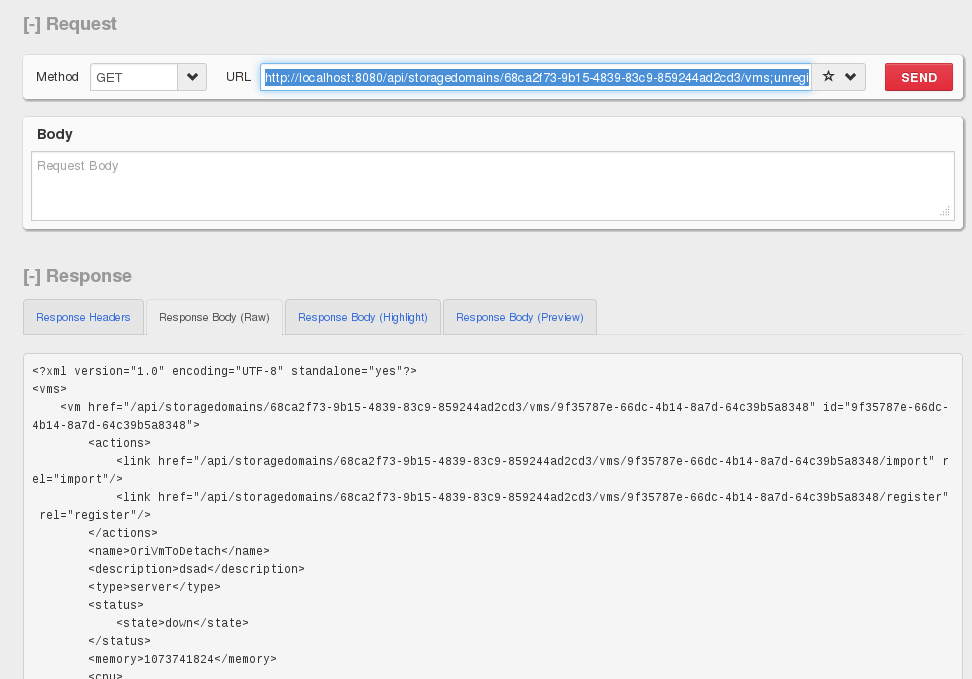 [-] Request
Method GET URL http://localhost:8080/api/storagedomains/68ca2f73-9b15-4839-83c9-859244ad2cd3/vms;unregi SEND
Body
Request Body
[-] Response
Response Headers Response Body (Raw) Response Body (Highlight) Response Body (Preview)
<?xml version="1.0" encoding="UTF-8" standalone="yes"?>
<vms>
    <vm href="/api/storagedomains/68ca2f73-9b15-4839-83c9-859244ad2cd3/vms/9f35787e-66dc-4b14-8a7d-64c39b5a8348" id="9f35787e-66dc-
4b14-8a7d-64c39b5a8348">
        <actions>
            <link href="/api/storagedomains/68ca2f73-9b15-4839-83c9-859244ad2cd3/vms/9f35787e-66dc-4b14-8a7d-64c39b5a8348/import" r
el="import"/>
            <link href="/api/storagedomains/68ca2f73-9b15-4839-83c9-859244ad2cd3/vms/9f35787e-66dc-4b14-8a7d-64c39b5a8348/register"
 rel="register"/>
        </actions>
        <name>OriVmToDetach</name>
        <description>dsad</description>
        <type>server</type>
        <status>
            <state>down</state>
        </status>
        <memory>1073741824</memory>
        <cpu>